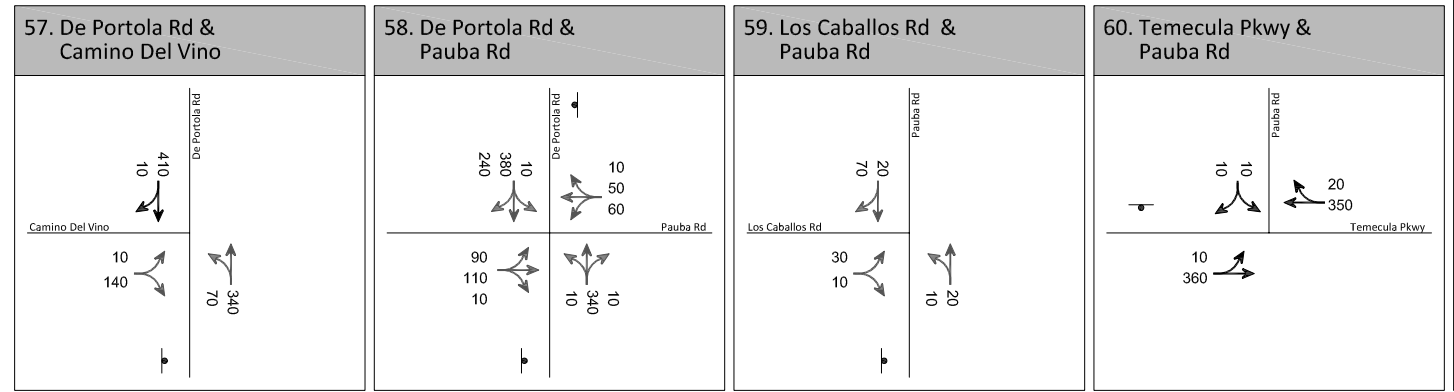 57. De Portola Rd &
Camino Del Vino
De Portola Rd
10
410
Camino Del Vino
10
140
70
340
58. De Portola Rd &
Pauba Rd
De Portola Rd
240
380
10
10
50
60
Pauba Rd
90
110
10
10
340
10
59. Los Caballos Rd &
Pauba Rd
Pauba Rd
70
20
Los Caballos Rd
30
10
10
20
60. Temecula Pkwy &
Pauba Rd
Pauba Rd
10
10
20
350
Temecula Pkwy
10
360